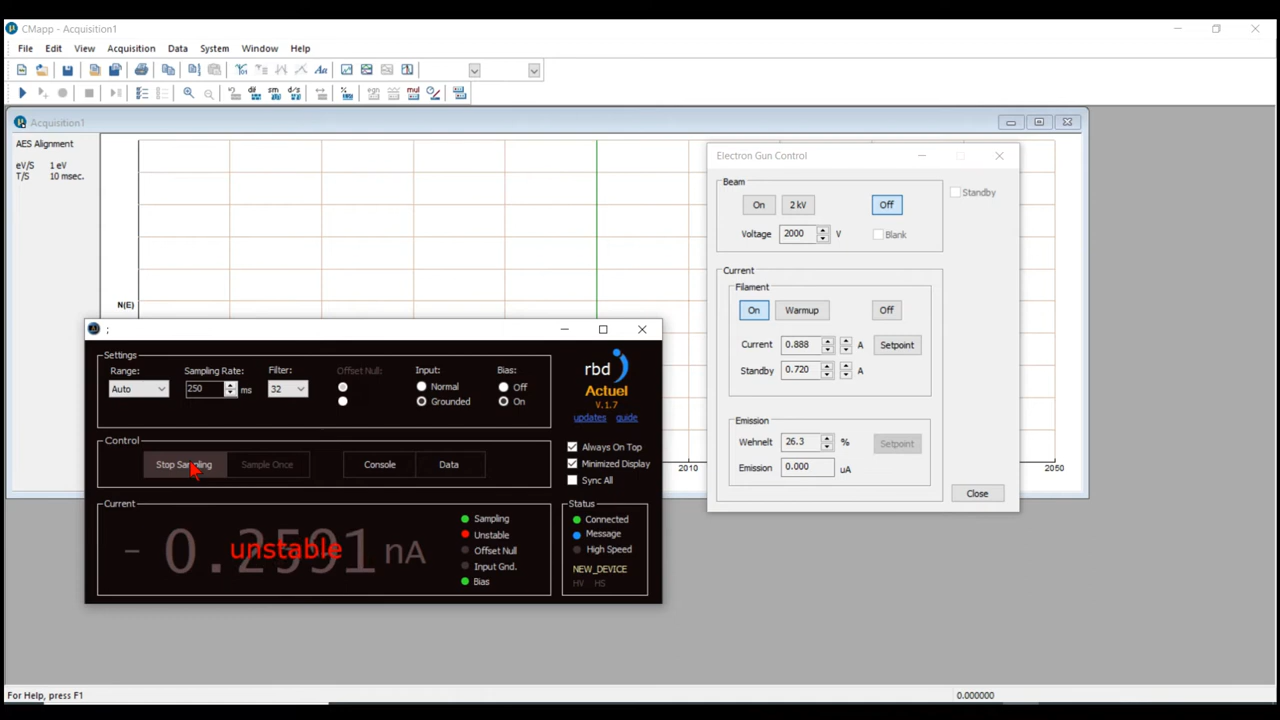 CMapp - Acquisition1
File Edit View Acquisition Data System Window Help
Acquisition1
AES Alignment
eV/S 1 eV
T/S 10 msec.
N(E)
2010
2050
Electron Gun Control
Beam
On 2 kV Off
Standby
Voltage 2000 V Blank
Current
Filament
On Warmup Off
Current 0.888 A Setpoint
Standby 0.720 A
Emission
Wehnelt 26.3 % Setpoint
Emission 0.000 uA
Close
;
Settings
Range: Sampling Rate: Filter: Offset Null: Input: Bias:
Auto 250 ms 32 Normal Off
Grounded On
rbd
Actuel
V.1.7
updates guide
Control
Stop Sampling Sample Once Console Data
Always On Top
Minimized Display
Sync All
Current
- 0.2591 nA
unstable
Sampling
Unstable
Offset Null
Input Gnd.
Bias
Status
Connected
Message
High Speed
NEW_DEVICE
HV HS
For Help, press F1
0.000000